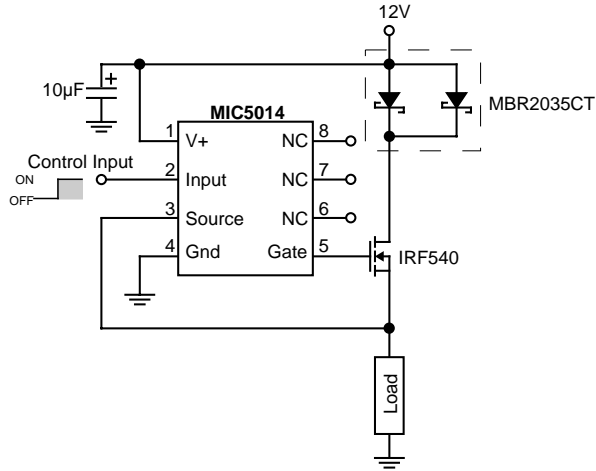 12V
10µF
+
MBR2035CT
MIC5014
1 V+ NC 8
Control Input
ON
OFF
2 Input NC 7
3 Source NC 6
4 Gnd Gate 5
IRF540
Load